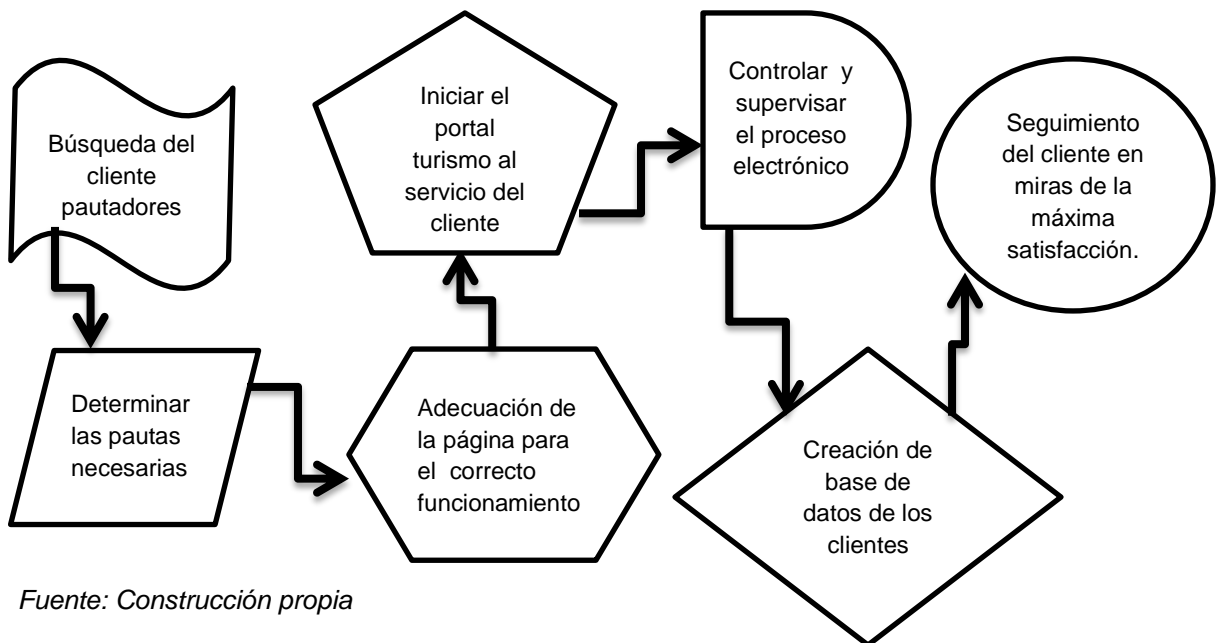 Búsqueda del
cliente
pautadores
Determinar
las pautas
necesarias
Adecuación de
la página para
el correcto
funcionamiento
Iniciar el
portal
turismo al
servicio del
cliente
Controlar y
supervisar
el proceso
electrónico
Creación de
base de
datos de los
clientes
Seguimiento
del cliente en
miras de la
máxima
satisfacción.
Fuente: Construcción propia